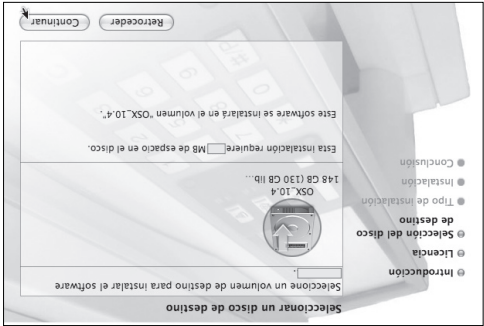 Seleccionar un disco de destino
Introducción
Licencia
Selección del disco
de destino
Tipo de instalación
Instalación
Conclusión
Seleccione un volumen de destino para instalar el software
.
OSX_10.4
148 GB (130 GB lib...
Esta instalación requiere MB de espacio en el disco.
Este software se instalará en el volumen "OSX_10.4".
Retroceder
Continuar